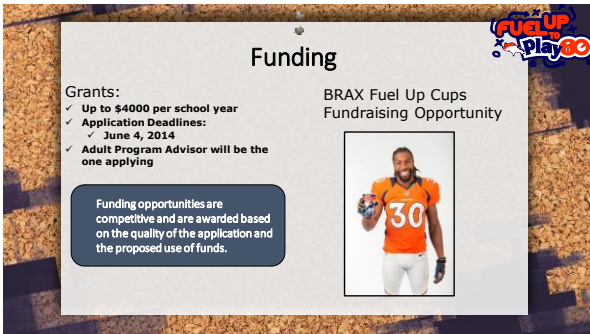 FUEL UP
TO
Play 60
Funding
Grants:
✓ Up to $4000 per school year
✓ Application Deadlines:
✓ June 4, 2014
✓ Adult Program Advisor will be the
one applying
Funding opportunities are
competitive and are awarded based
on the quality of the application and
the proposed use of funds.
BRAX Fuel Up Cups
Fundraising Opportunity
30